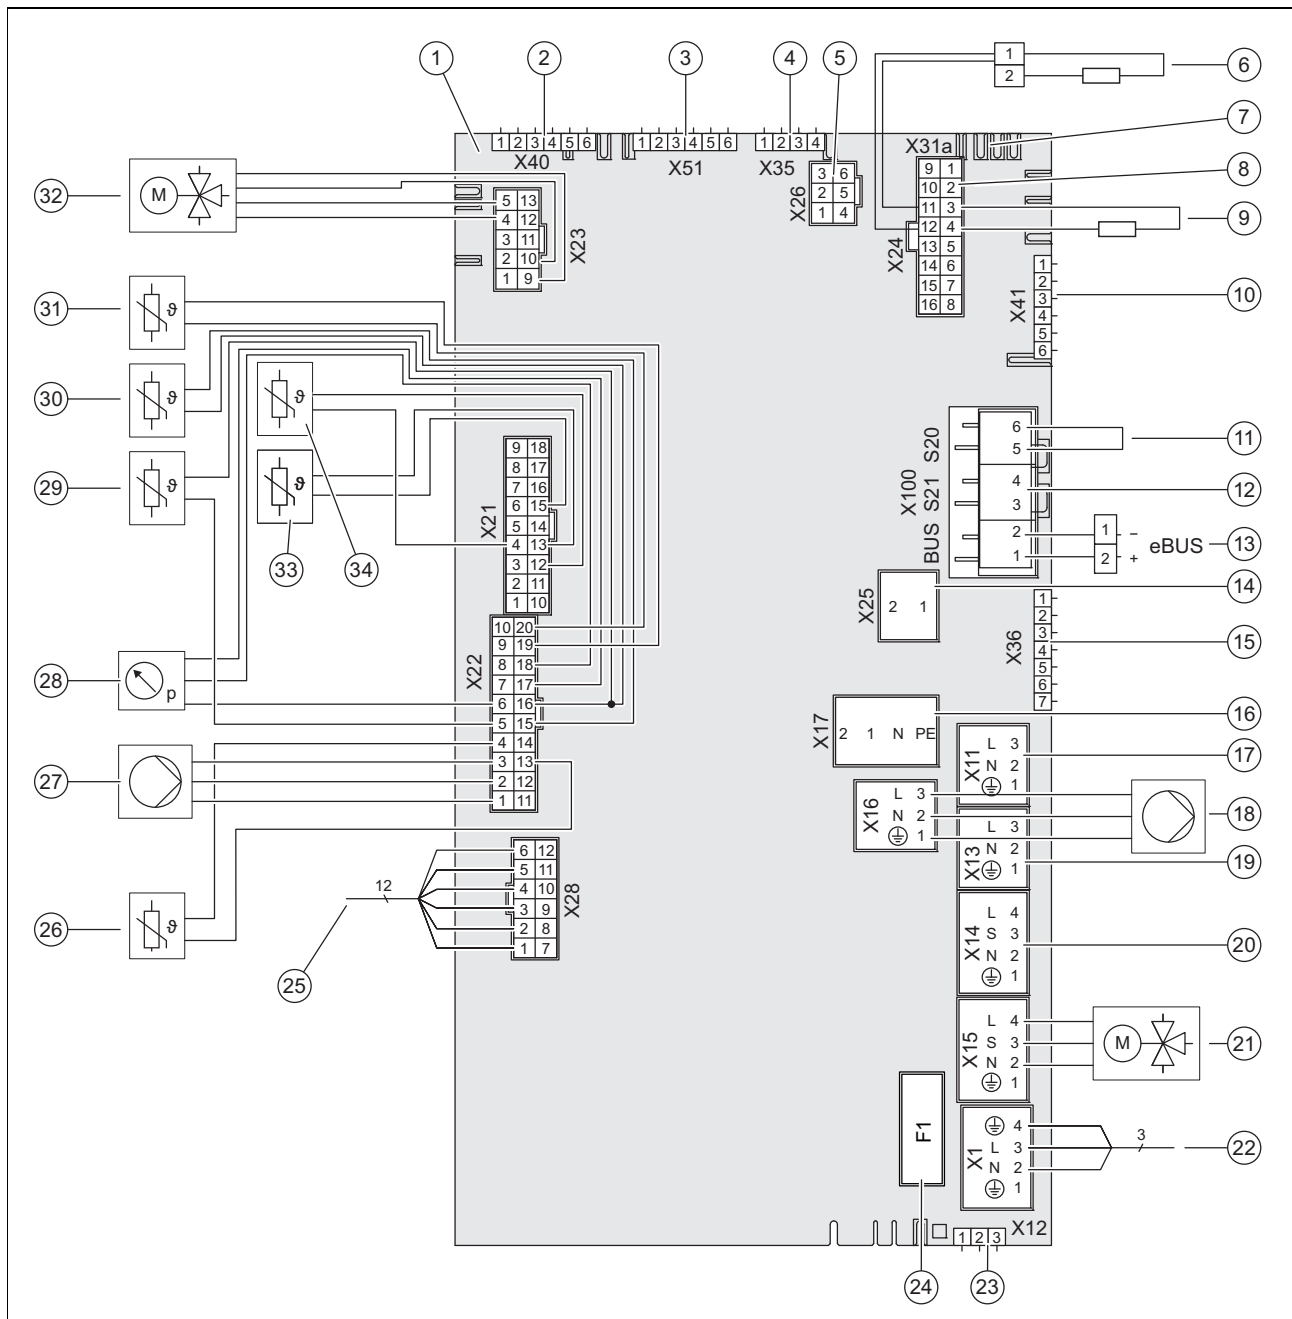 1 2 3 4 5 6
1 2
7
1 2 3 4 5 6
X40
1 2 3 4 5 6
X51
1 2 3 4
X35
X31a
3 6
2 5
1 4
X26
9 1
10 2
11 3
12 4
13 5
14 6
15 7
16 8
X24
8
9
32
M
5 13
4 12
3 11
2 10
1 9
X23
31
ϑ
30
ϑ
29
ϑ
ϑ
34
ϑ
33
1
2
3
4
5
6
X41
10
9 18
8 17
7 16
6 15
5 14
4 13
3 12
2 11
1 10
X21
6
5
4
3
2
1
X100
BUS S21 S20
11
12
1 −
2 +
eBUS
13
2 1
X25
14
1
2
3
4
5
6
7
X36
15
10 20
9 19
8 18
7 17
6 16
5 15
4 14
3 13
2 12
1 11
X22
28
p
27
2 1 N PE
X17
16
L 3
N 2
1
X11
17
L 3
N 2
1
X16
18
L 3
N 2
1
X13
19
6 12
5 11
4 10
3 9
2 8
1 7
X28
12
25
26
ϑ
L 4
S 3
N 2
1
X14
20
L 4
S 3
N 2
1
X15
M
21
F1
24
4
L 3
N 2
1
X1
3
22
1 2 3
X12
23